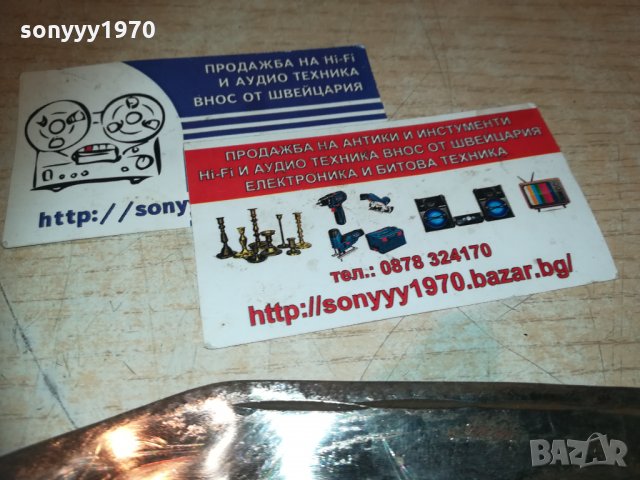 sonyyy1970
ПРОДАЖБА НА Hi-Fi
И АУДИО ТЕХНИКА
ВНОС ОТ ШВЕЙЦАРИЯ
http://sony
ПРОДАЖБА НА АНТИКИ И ИНСТУМЕНТИ
Hi-Fi И АУДИО ТЕХНИКА ВНОС ОТ ШВЕЙЦАРИЯ
ЕЛЕКТРОНИКА И БИТОВА ТЕХНИКА
тел.: 0878 324170
http://sonyyy1970.bazar.bg/
BAZAR